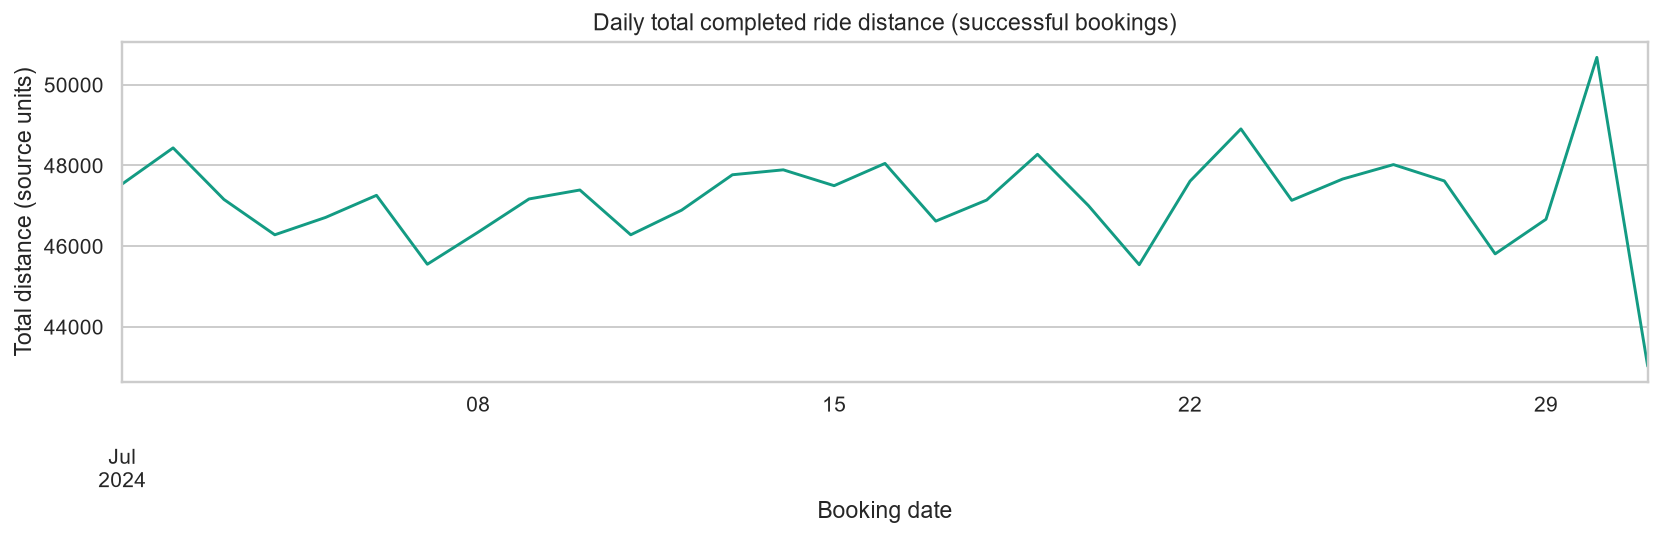 Daily total completed ride distance (successful bookings)
Total distance (source units)
50000
48000
46000
44000
08
15
22
29
Jul
2024
Booking date